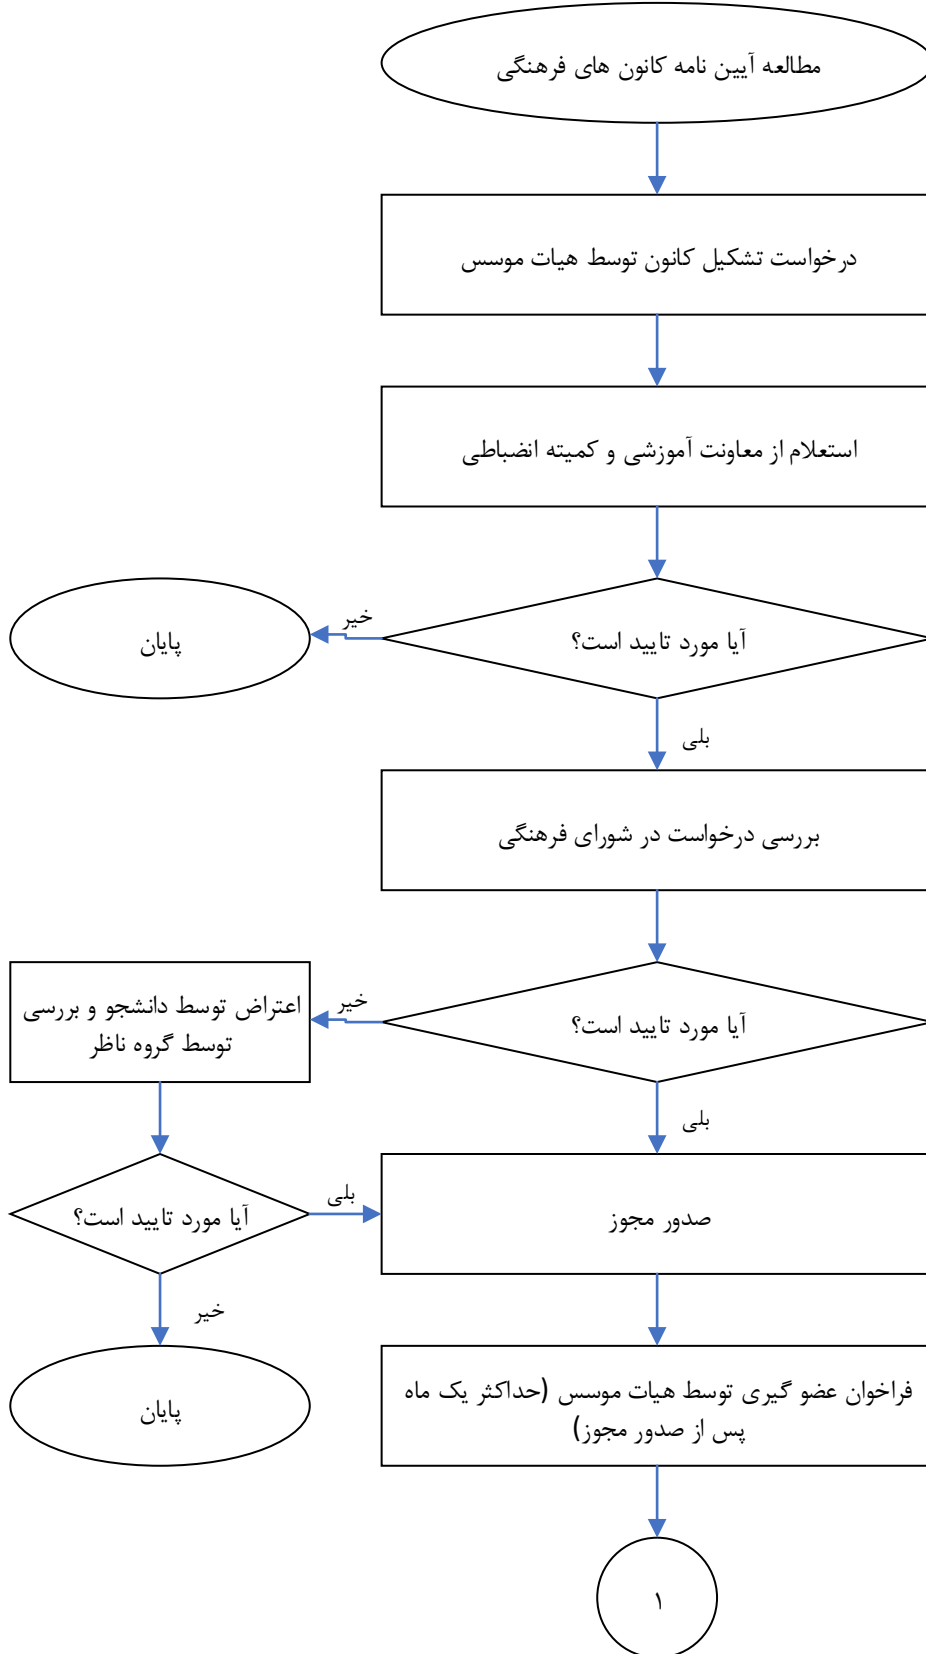 مطالعه آیین نامه کانون های فرهنگی
درخواست تشکیل کانون توسط هیات موسس
استعلام از معاونت آموزشی و کمیته انضباطی
آیا مورد تایید است؟
خیر
پایان
بلی
بررسی درخواست در شورای فرهنگی
آیا مورد تایید است؟
خیر
اعتراض توسط دانشجو و بررسی
توسط گروه ناظر
بلی
صدور مجوز
بلی
آیا مورد تایید است؟
خیر
پایان
فراخوان عضو گیری توسط هیات موسس (حداکثر یک ماه
پس از صدور مجوز)
۱